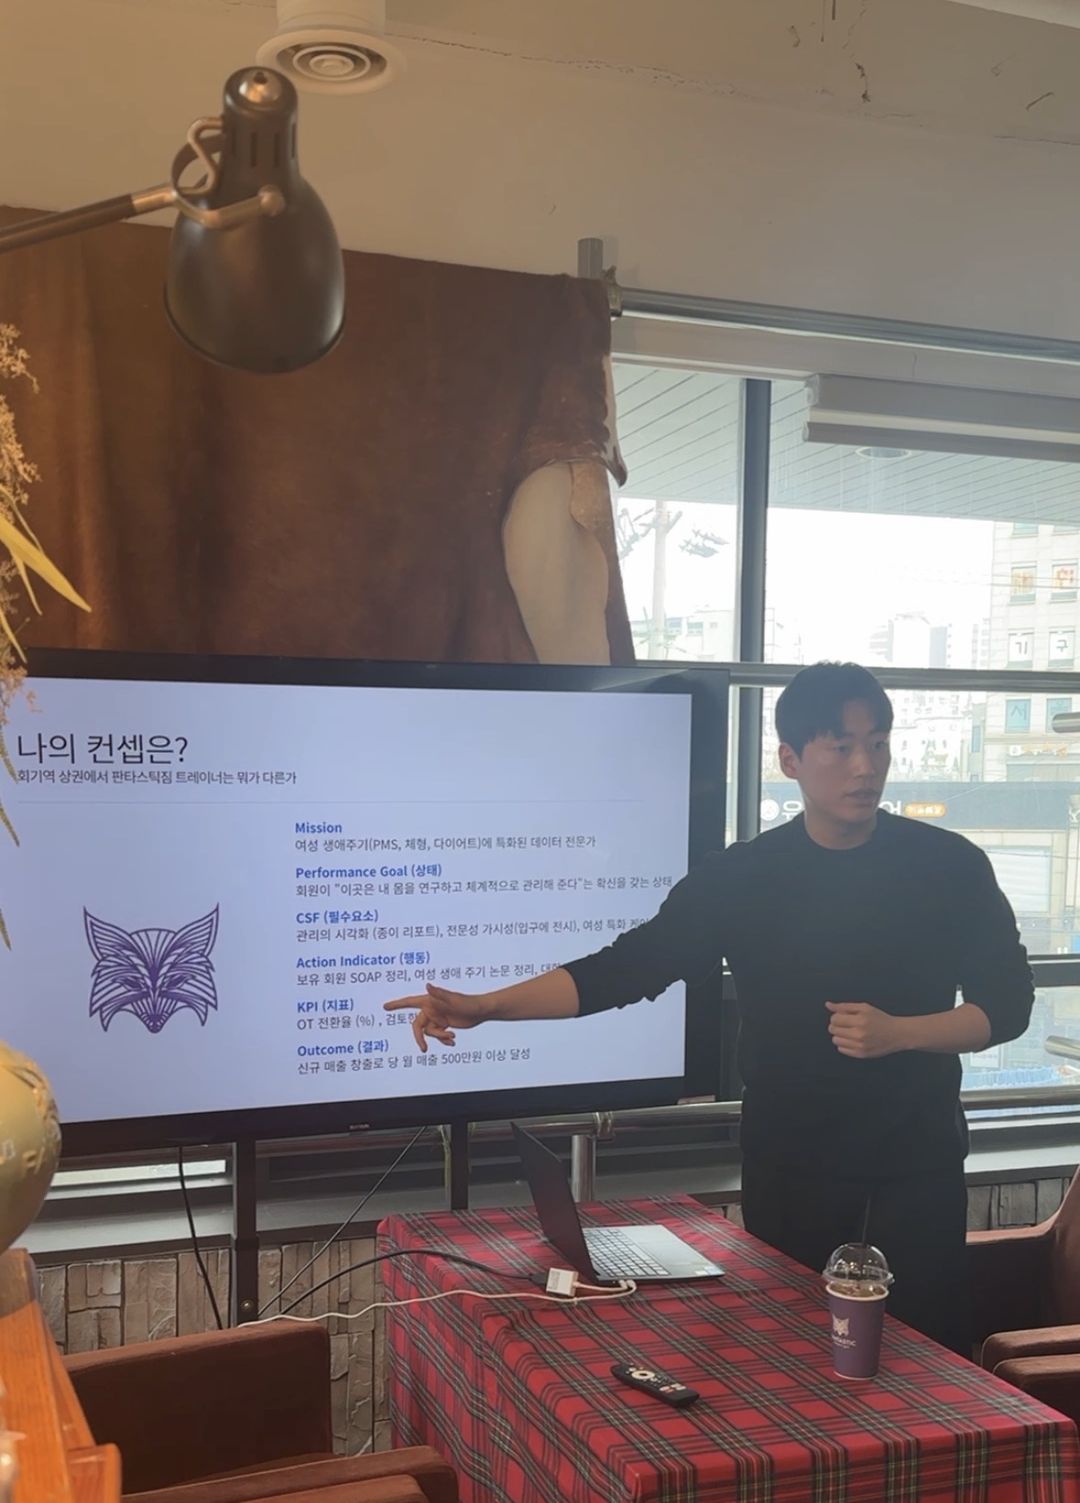 나의 컨셉은?
회기역 상권에서 판타스틱짐 트레이너는 뭐가 다른가
Mission
여성 생애주기(PMS, 체형, 다이어트)에 특화된 데이터 전문가
Performance Goal (상태)
회원이 "이곳은 내 몸을 연구하고 체계적으로 관리해 준다"는 확신을 갖는 상태
CSF (필수요소)
관리의 시각화 (종이 리포트), 전문성 가시성(입구에 전시), 여성 특화
Action Indicator (행동)
보유 회원 SOAP 정리, 여성 생애 주기 논문 정리,
KPI (지표)
OT 전환율 (%) ,
Outcome (결과)
신규 매출 창출로 당 월 매출 500만원 이상 달성
기 구